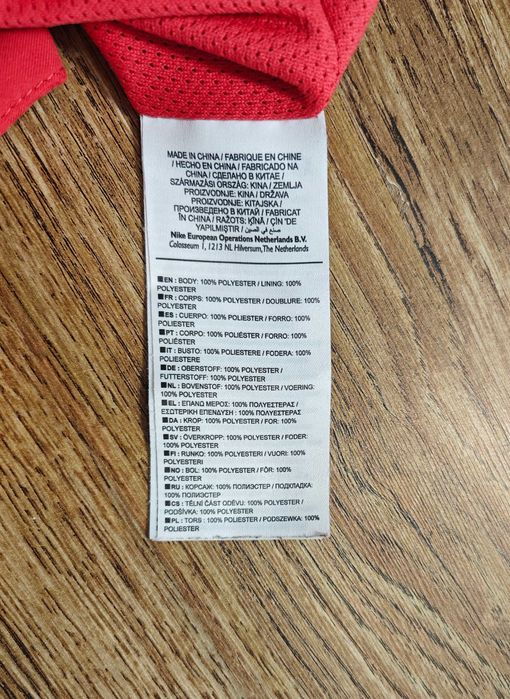 MADE IN CHINA / FABRIQUE EN CHINE
/ HECHO EN CHINA / FABRICADO NA
CHINA / СДЕЛАНО В КИТАЕ /
SZÁRMAZÁSI ORSZÁG: KINA / ZEMLJA
PROIZVODNJE: KINA / DRŽAVA
PROIZVODNJE: KITAJSKA /
ПРОИЗВЕДЕНО В КИТАЙ / FABRICAT
ÎN CHINA / RAŽOTS: ĶĪNĀ / ÇİN 'DE
YAPILMIŞTIR / صنع في الصين
Nike European Operations Netherlands B.V.
Colosseum 1, 1213 NL Hilversum, The Netherlands
EN : BODY: 100% POLYESTER / LINING: 100%
POLYESTER
FR : CORPS: 100% POLYESTER / DOUBLURE: 100%
POLYESTER
ES : CUERPO: 100% POLIESTER / FORRO: 100%
POLIESTER
PT : CORPO: 100% POLIÉSTER / FORRO: 100%
POLIÉSTER
IT : BUSTO: 100% POLIESTERE / FODERA: 100%
POLIESTERE
DE : OBERSTOFF: 100% POLYESTER /
FUTTERSTOFF: 100% POLYESTER
NL : BOVENSTOF: 100% POLYESTER / VOERING:
100% POLYESTER
EL : ΕΠΑΝΩ ΜΕΡΟΣ: 100% ΠΟΛΥΕΣΤΕΡΑΣ /
ΕΣΩΤΕΡΙΚΗ ΕΠΕΝΔΥΣΗ : 100% ΠΟΛΥΕΣΤΕΡΑΣ
DA : KROP: 100% POLYESTER / FOR: 100%
POLYESTER
SV : ÖVERKROPP: 100% POLYESTER / FODER:
100% POLYESTER
FI : RUNKO: 100% POLYESTERI / VUORI: 100%
POLYESTERI
NO : BOL: 100% POLYESTER / FÔR: 100%
POLYESTER
RU : КОРСАЖ: 100% ПОЛИЭСТЕР / ПОДКЛАДКА:
100% ПОЛИЭСТЕР
CS : TĚLNÍ ČÁST ODĚVU: 100% POLYESTER /
PODŠÍVKA: 100% POLYESTER
PL : TORS : 100% POLIESTER / PODSZEWKA: 100%
POLIESTER